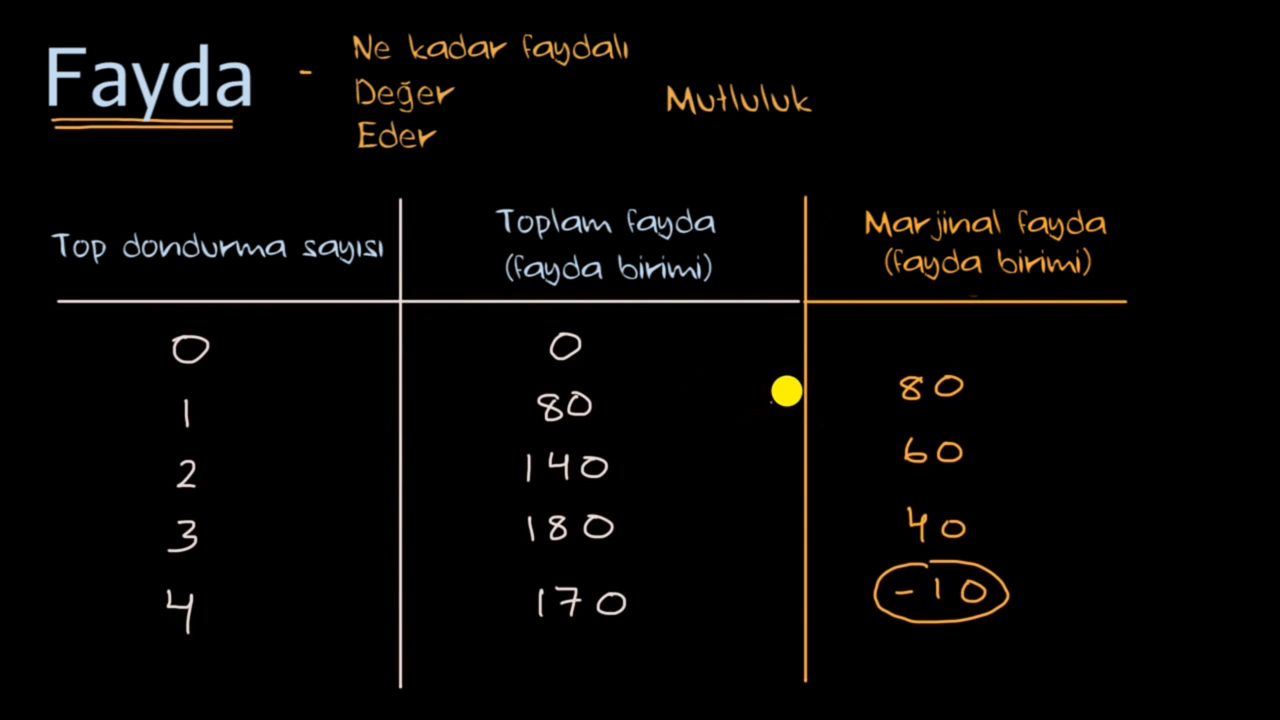 Fayda
- Ne kadar faydalı
Değer
Mutluluk
Eder
Top dondurma sayısı
Toplam fayda
(fayda birimi)
Marjinal fayda
(fayda birimi)
0 0
1 80 80
2 140 60
3 180 40
4 170 -10